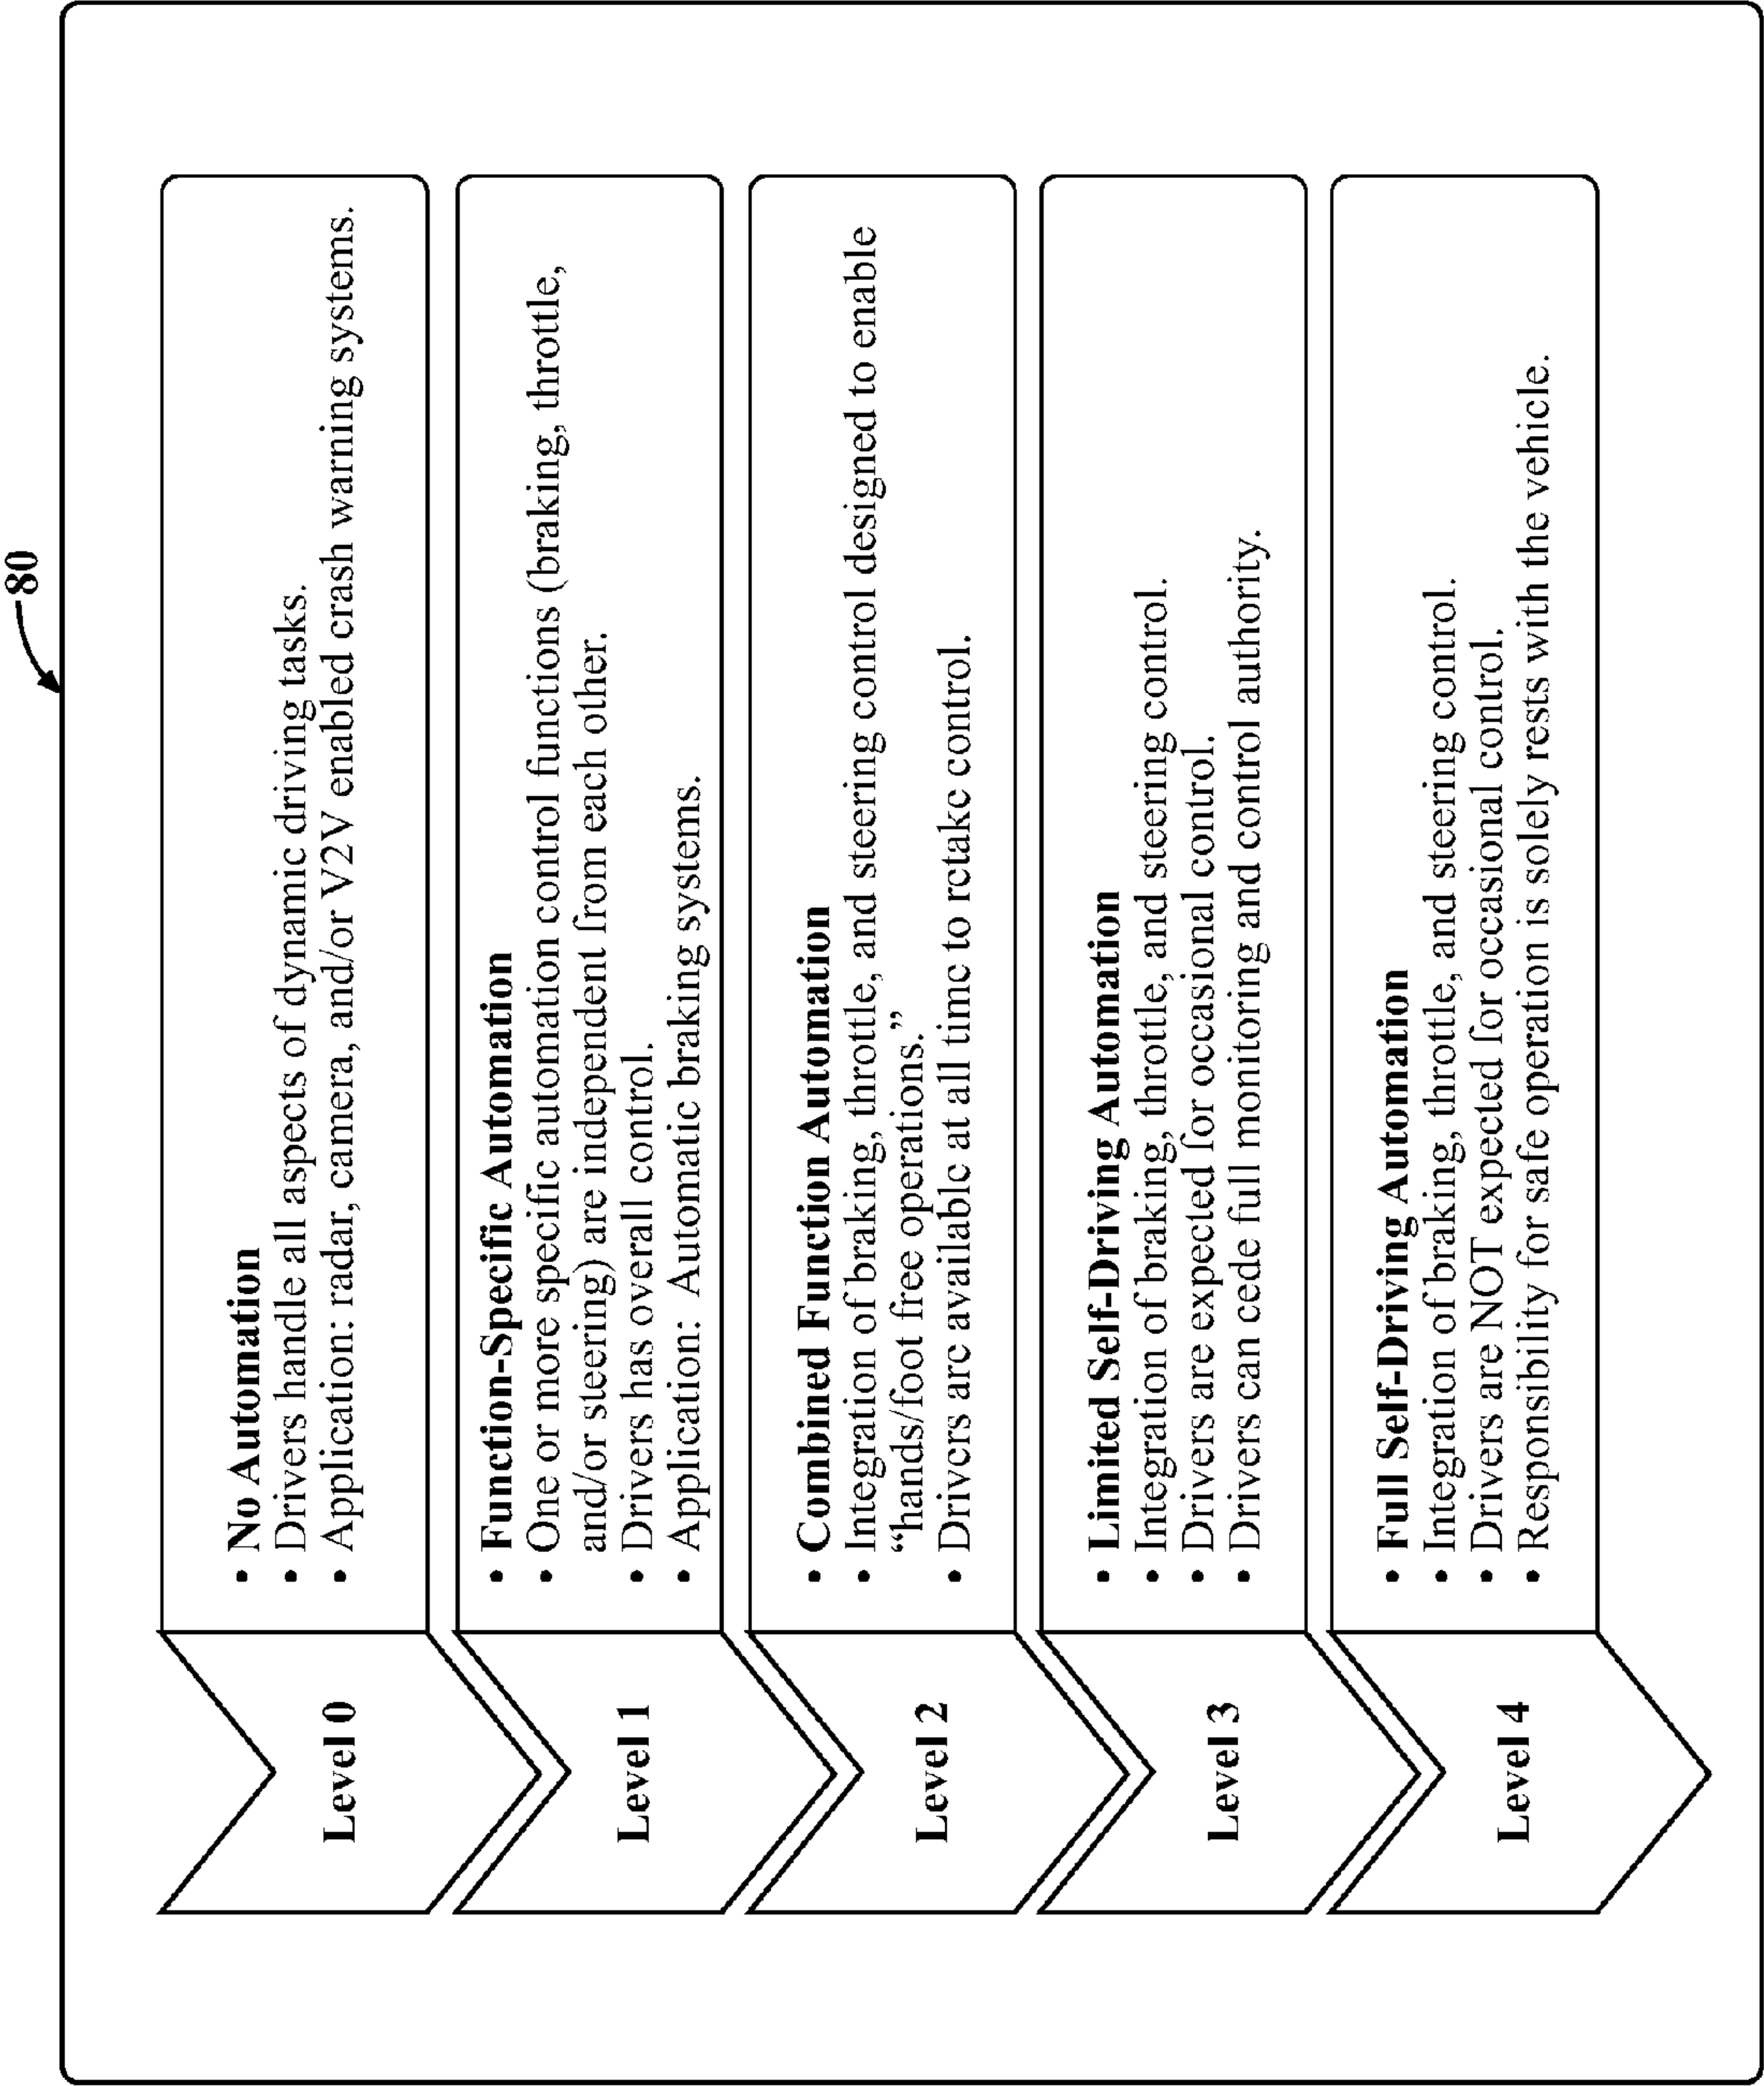 80
Level 0
• No Automation
• Drivers handle all aspects of dynamic driving tasks.
• Application: radar, camera, and/or V2V enabled crash warning systems.
Level 1
• Function-Specific Automation
• One or more specific automation control functions (braking, throttle,
and/or steering) are independent from each other.
• Drivers has overall control.
• Application: Automatic braking systems.
Level 2
• Combined Function Automation
• Integration of braking, throttle, and steering control designed to enable
“hands/foot free operations.”
• Drivers are available at all time to retake control.
Level 3
• Limited Self-Driving Automation
• Integration of braking, throttle, and steering control.
• Drivers are expected for occasional control.
• Drivers can cede full monitoring and control authority.
Level 4
• Full Self-Driving Automation
• Integration of braking, throttle, and steering control.
• Drivers are NOT expected for occasional control.
• Responsibility for safe operation is solely rests with the vehicle.